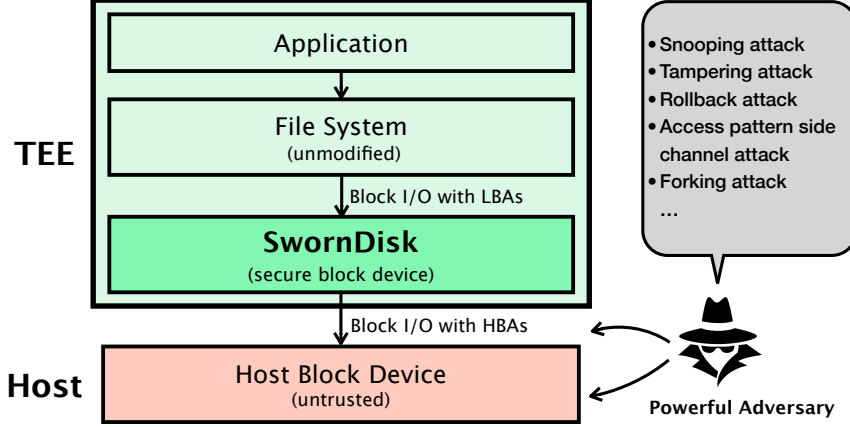 Application
File System
(unmodified)
TEE
Block I/O with LBAs
SwornDisk
(secure block device)
Block I/O with HBAs
Host
Host Block Device
(untrusted)
• Snooping attack
• Tampering attack
• Rollback attack
• Access pattern side
channel attack
• Forking attack
...
Powerful Adversary